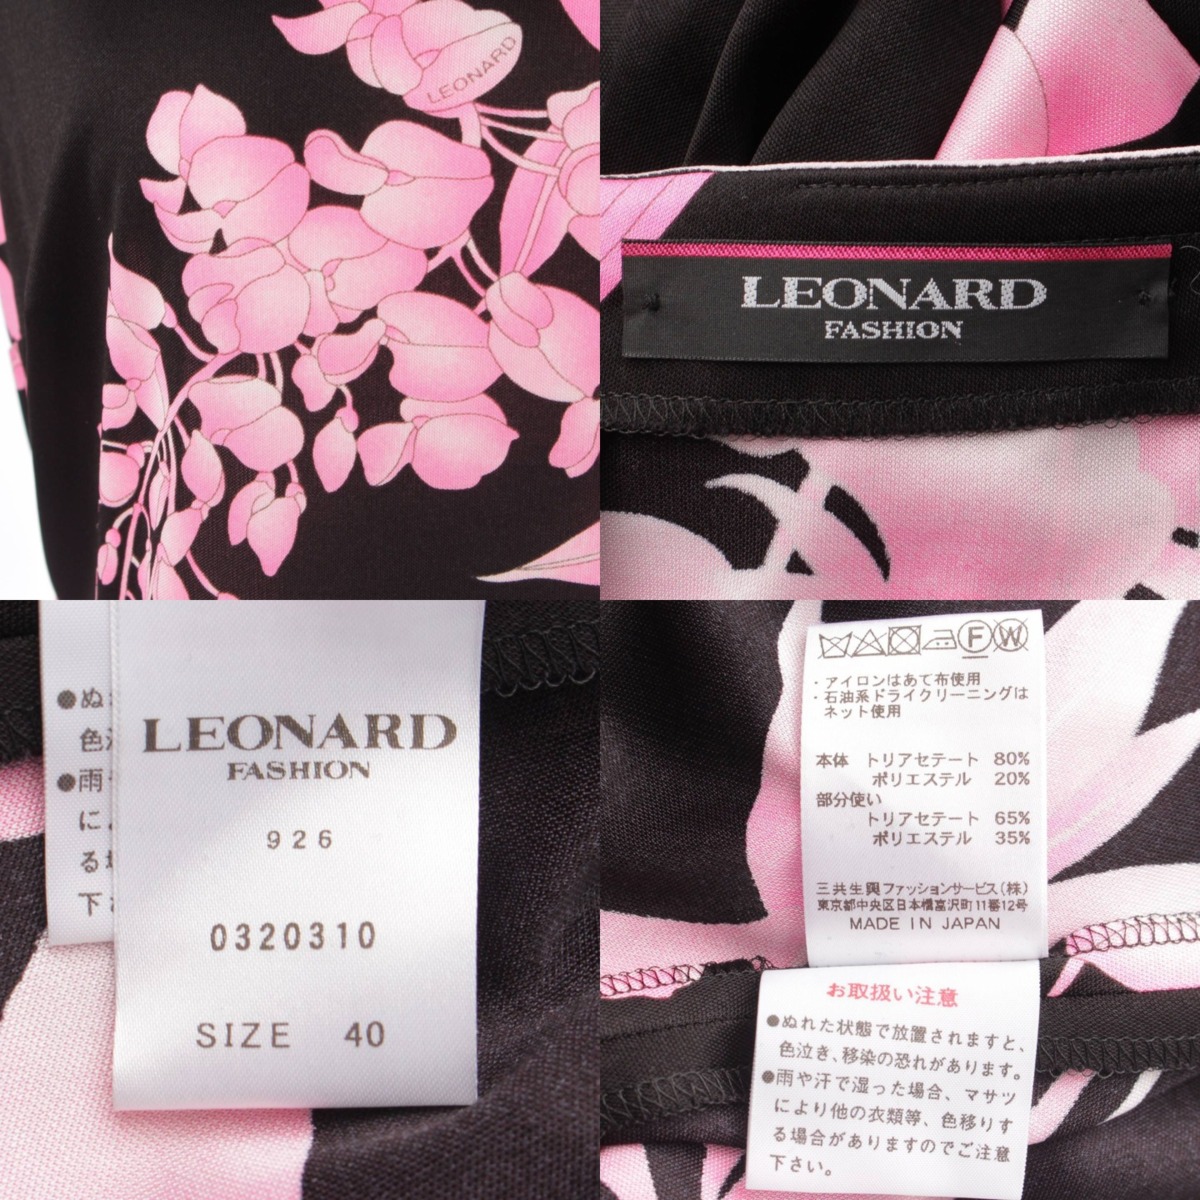 LEONARD
LEONARD
FASHION
●ぬ
色
●雨
に
る
下
LEONARD
FASHION
926
0320310
SIZE 40
F W
・アイロンはあて布使用
・石油系ドライクリーニングは
ネット使用
本体 トリアセテート 80%
ポリエステル 20%
部分使い
トリアセテート 65%
ポリエステル 35%
三共生興ファッションサービス(株)
東京都中央区日本橋富沢町11番12号
MADE IN JAPAN
お取扱い注意
●ぬれた状態で放置されますと、
色泣き、移染の恐れがあります。
●雨や汗で湿った場合、マサツ
により他の衣類等、色移りす
る場合がありますのでご注意
下さい。